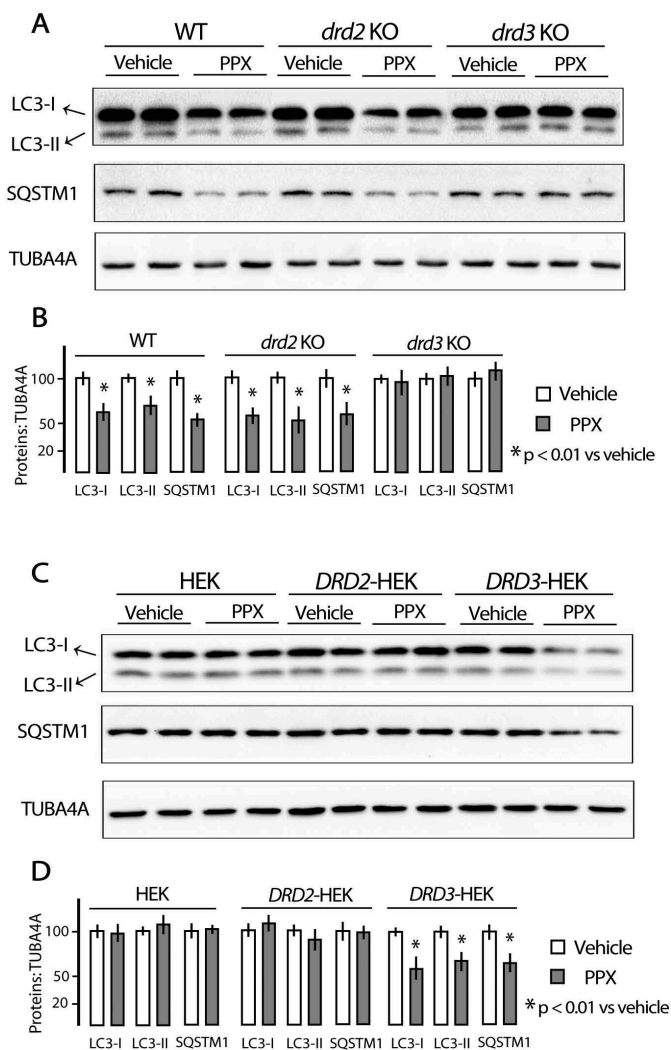 A
WT drd2 KO drd3 KO
Vehicle PPX Vehicle PPX Vehicle PPX
LC3-I
LC3-II
SQSTM1
TUBA4A
B
WT drd2 KO drd3 KO
Proteins:TUBA4A
100
50
20
* * * * * *
LC3-I LC3-II SQSTM1 LC3-I LC3-II SQSTM1 LC3-I LC3-II SQSTM1
Vehicle
PPX
* p < 0.01 vs vehicle
C
HEK DRD2-HEK DRD3-HEK
Vehicle PPX Vehicle PPX Vehicle PPX
LC3-I
LC3-II
SQSTM1
TUBA4A
D
HEK DRD2-HEK DRD3-HEK
Proteins:TUBA4A
100
50
20
* * *
LC3-I LC3-II SQSTM1 LC3-I LC3-II SQSTM1 LC3-I LC3-II SQSTM1
Vehicle
PPX
* p < 0.01 vs vehicle